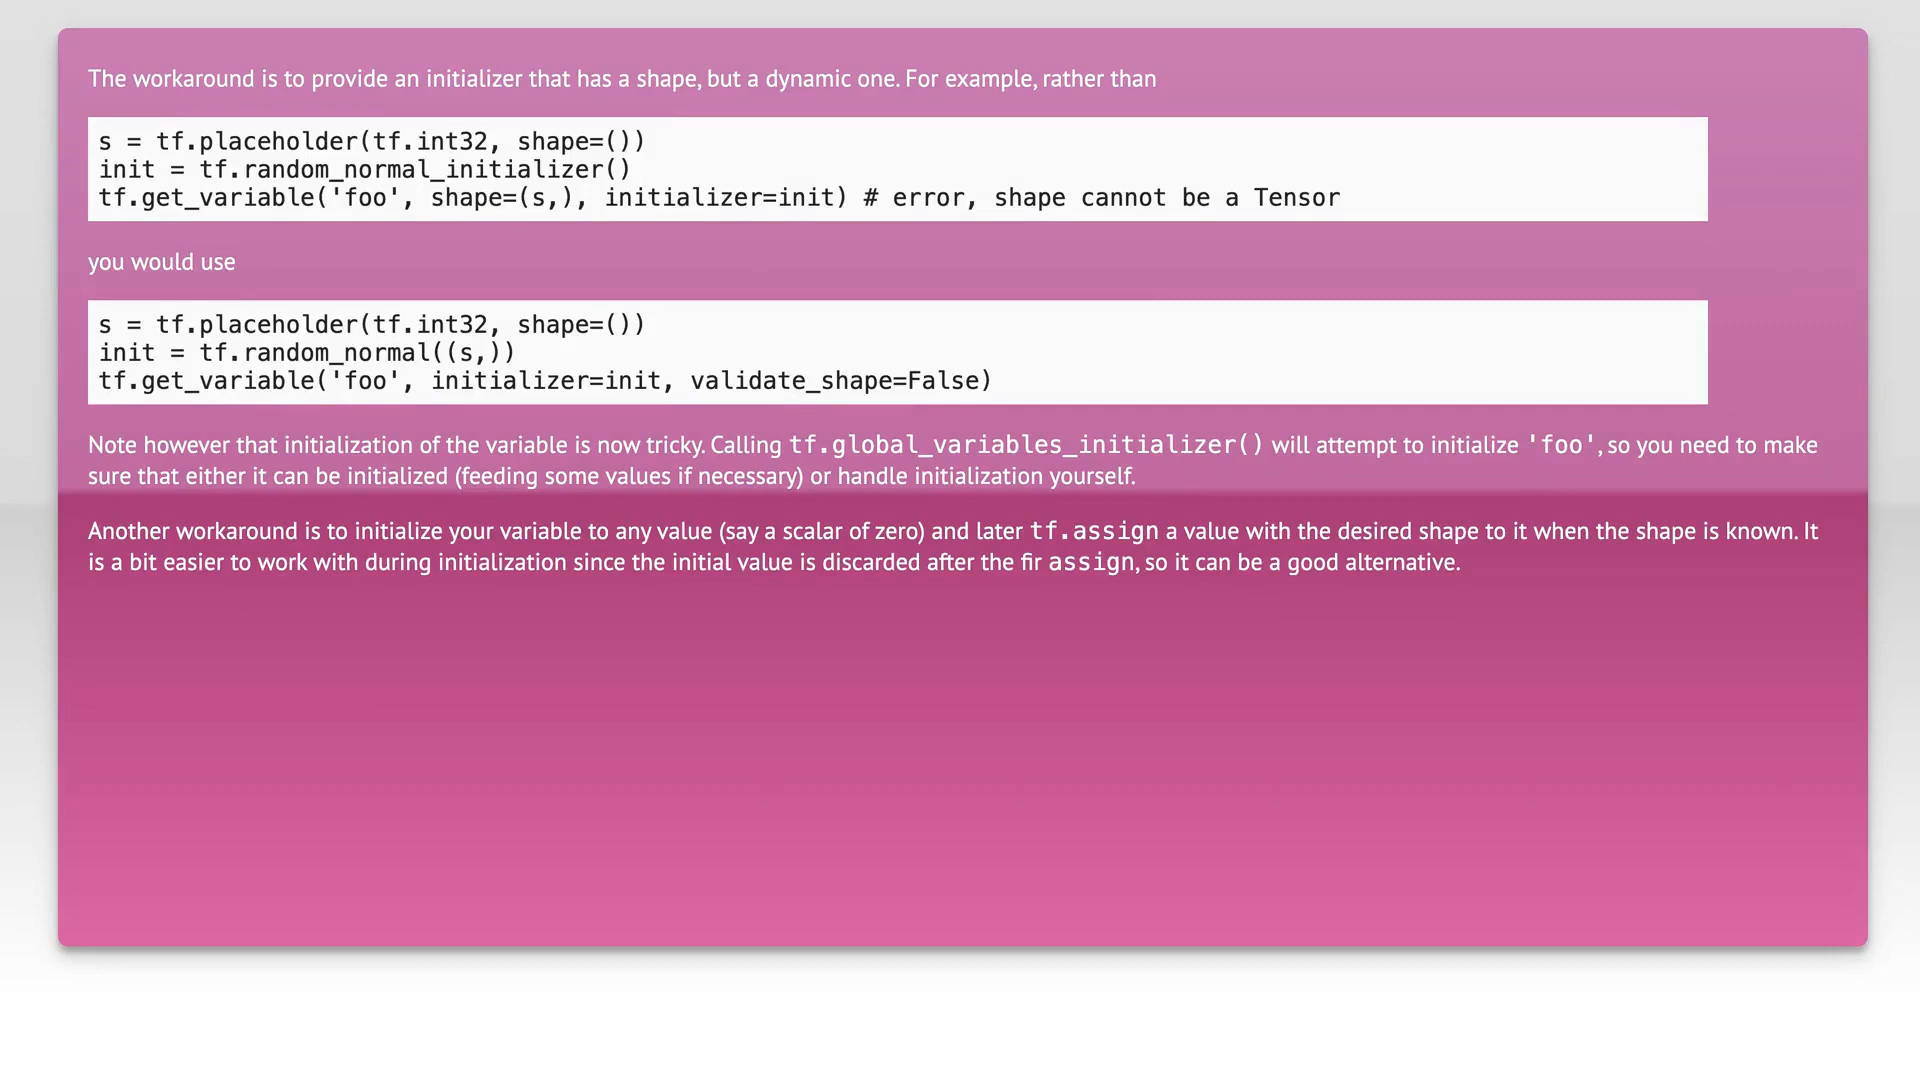 The workaround is to provide an initializer that has a shape, but a dynamic one. For example, rather than
s = tf.placeholder(tf.int32, shape=())
init = tf.random_normal_initializer()
tf.get_variable('foo', shape=(s,), initializer=init) # error, shape cannot be a Tensor
you would use
s = tf.placeholder(tf.int32, shape=())
init = tf.random_normal((s,))
tf.get_variable('foo', initializer=init, validate_shape=False)
Note however that initialization of the variable is now tricky. Calling tf.global_variables_initializer() will attempt to initialize 'foo', so you need to make
sure that either it can be initialized (feeding some values if necessary) or handle initialization yourself.
Another workaround is to initialize your variable to any value (say a scalar of zero) and later tf.assign a value with the desired shape to it when the shape is known. It
is a bit easier to work with during initialization since the initial value is discarded after the fir assign, so it can be a good alternative.